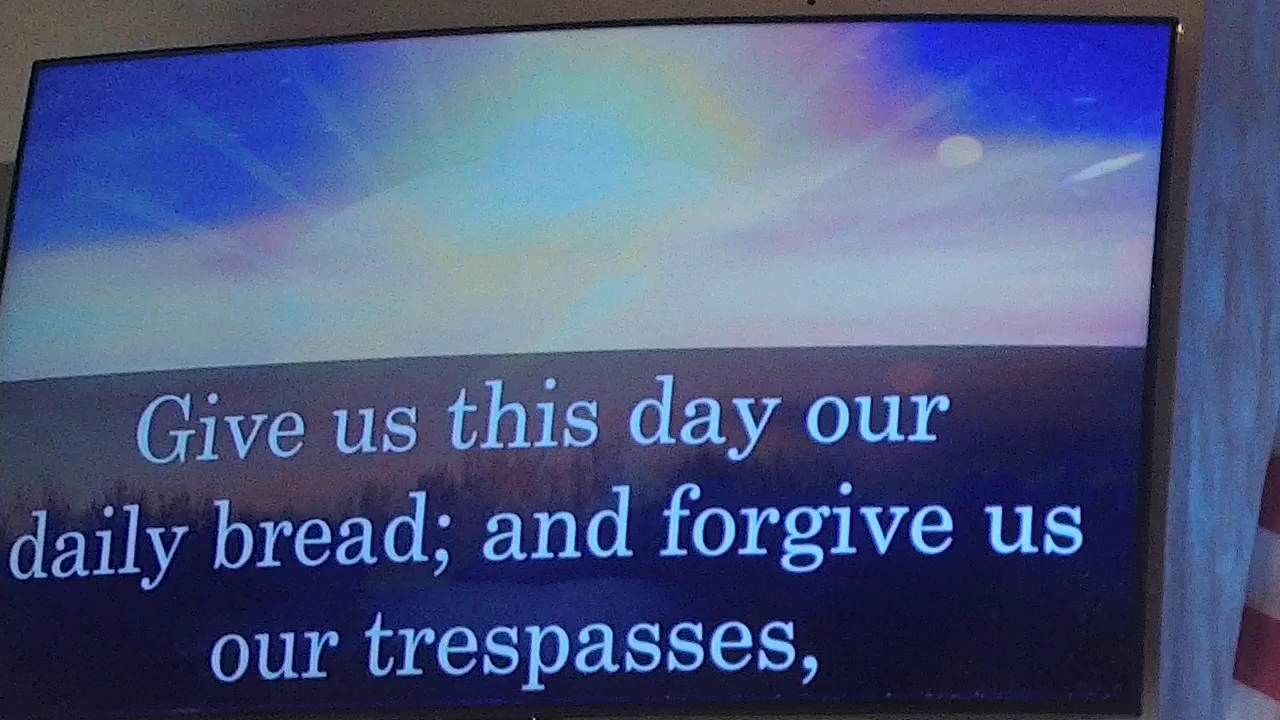 Give us this day our
daily bread; and forgive us
our trespasses,